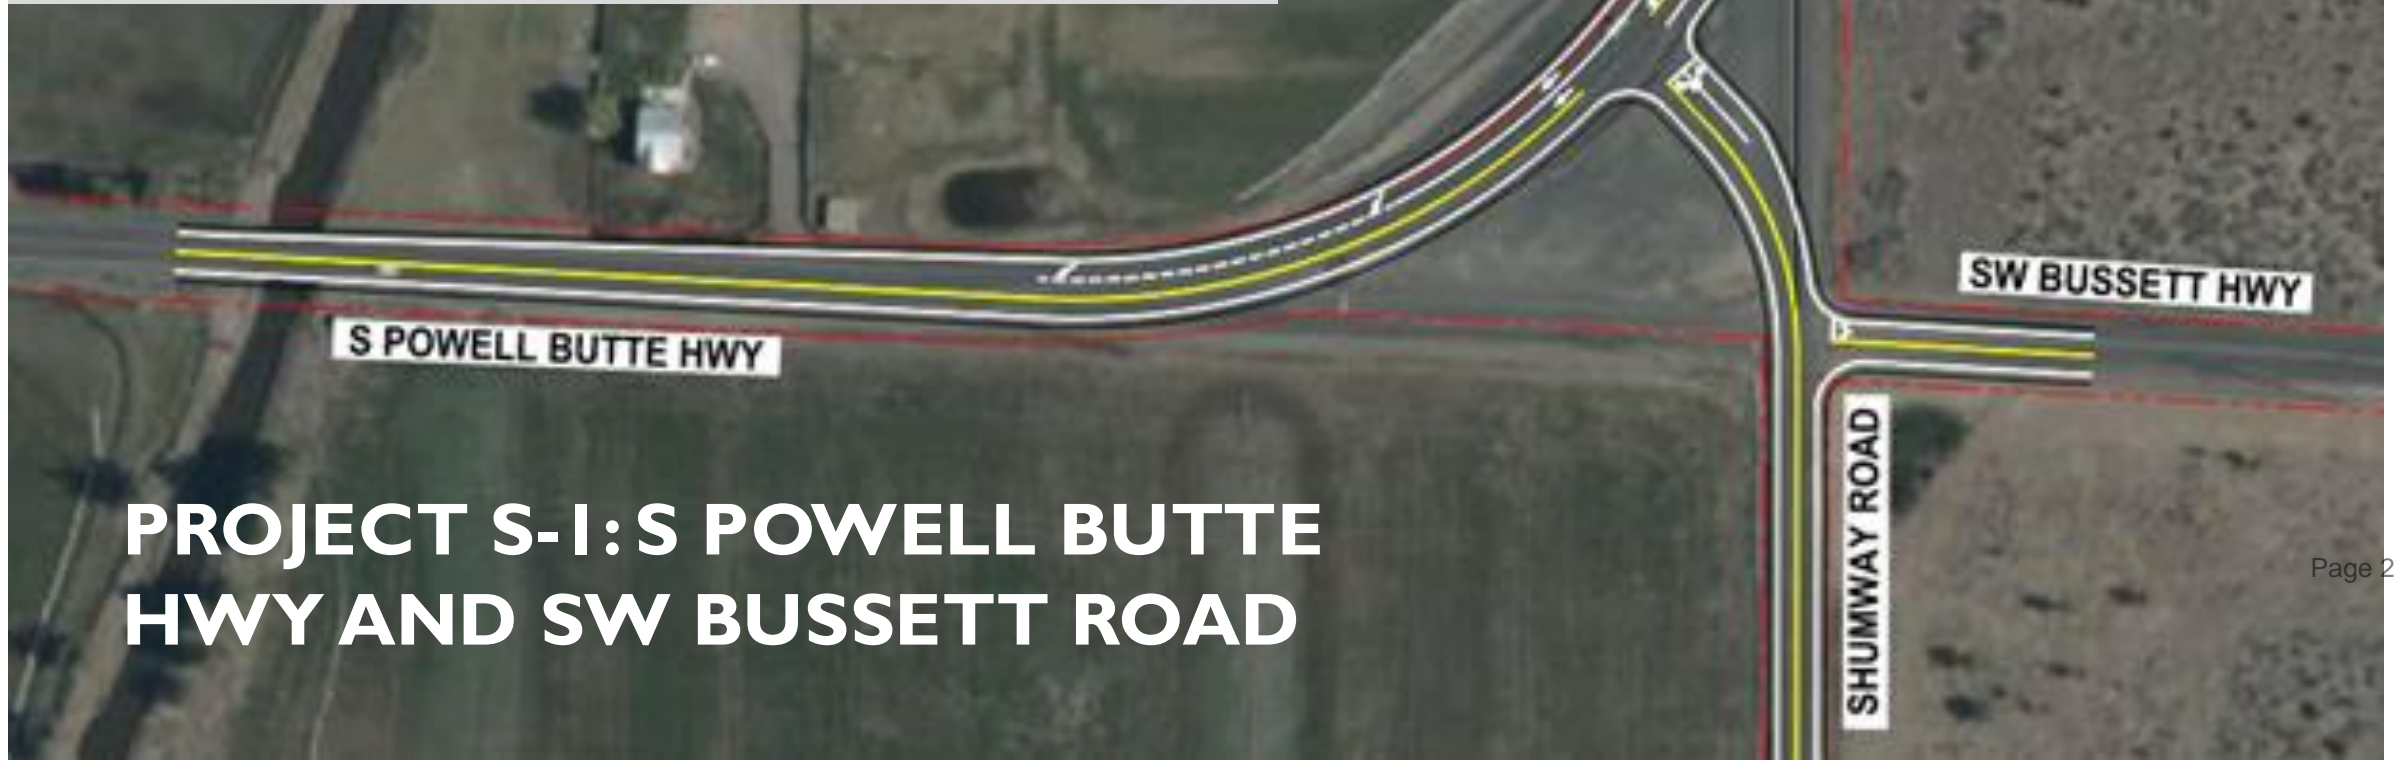 SW BUSSETT HWY
S POWELL BUTTE HWY
SHUMWAY ROAD
PROJECT S-1: S POWELL BUTTE
HWY AND SW BUSSETT ROAD
Page 2